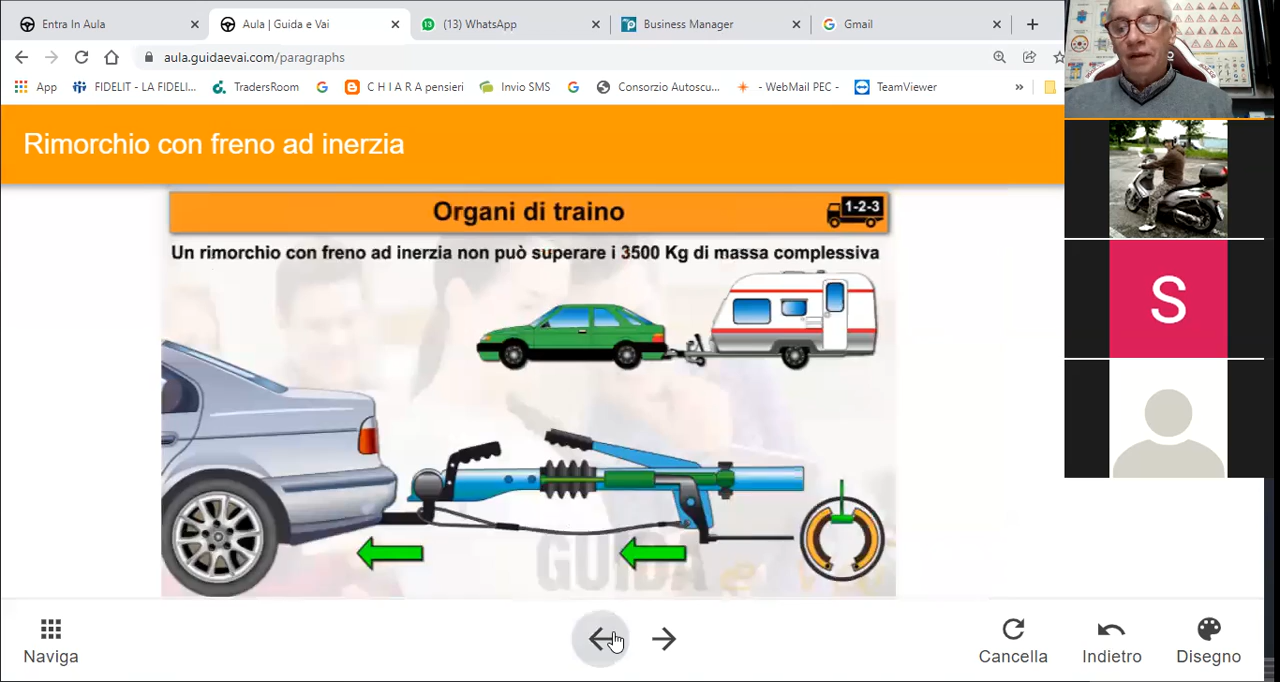 Entra In Aula
Aula | Guida e Vai
(13) WhatsApp
Business Manager
Gmail
aula.guidaevai.com/paragraphs
App
FIDELIT - LA FIDELI...
TradersRoom
C H I A R A pensieri
Invio SMS
Consorzio Autoscu...
- WebMail PEC -
TeamViewer
»
Rimorchio con freno ad inerzia
Organi di traino
1-2-3
Un rimorchio con freno ad inerzia non può superare i 3500 Kg di massa complessiva
GUIDA e
S
Naviga
Cancella
Indietro
Disegno